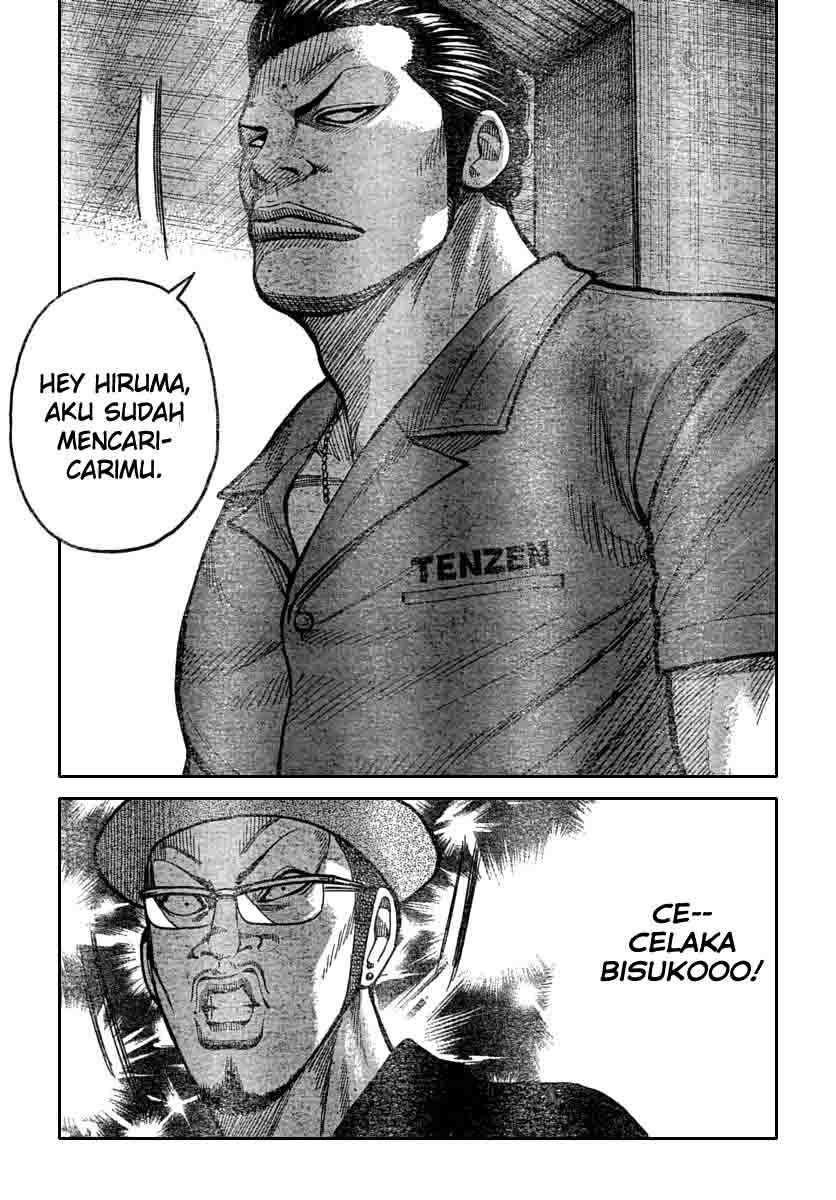 HEY HIRUMA,
AKU SUDAH
MENCARI-
CARIMU.
TENZEN
CE--
CELAKA
BISUKOOO!